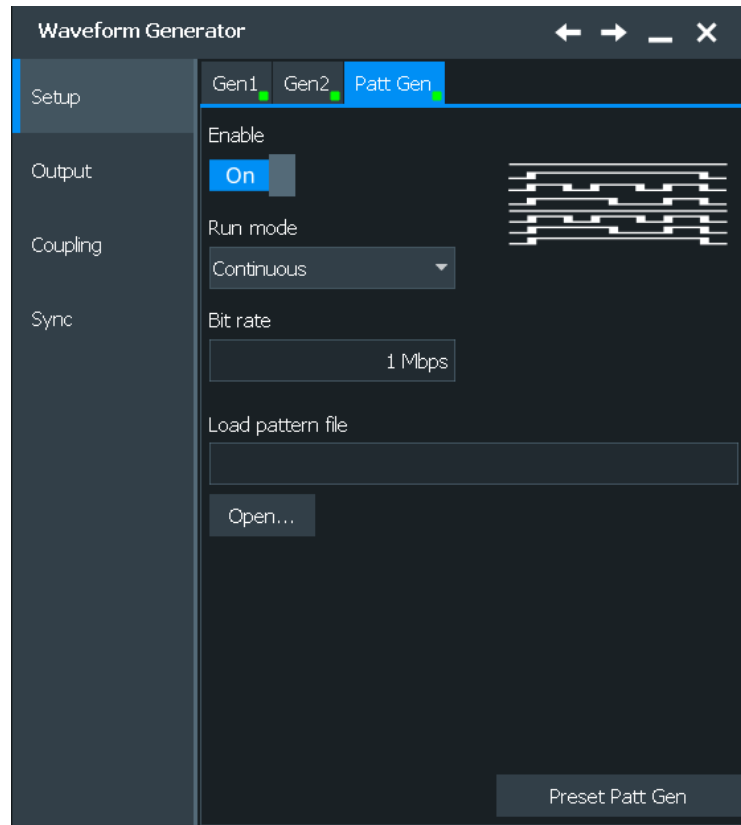 Waveform Generator
Setup
Output
Coupling
Sync
Gen1 Gen2 Patt Gen
Enable
On
Run mode
Continuous
Bit rate
1 Mbps
Load pattern file
Open...
Preset Patt Gen